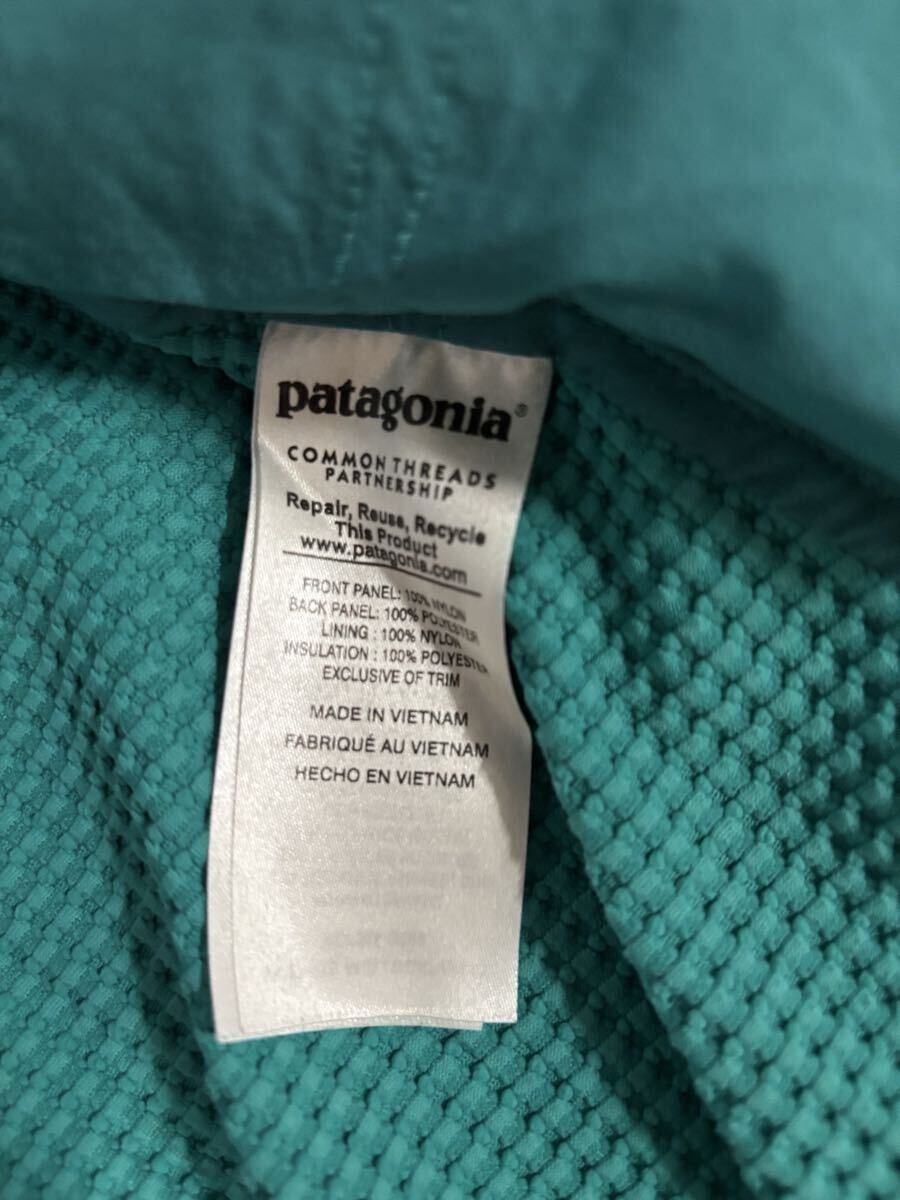 patagonia®
COMMON THREADS
PARTNERSHIP
Repair, Reuse, Recycle
This Product
www.patagonia.com
FRONT PANEL: 100% NYLON
BACK PANEL: 100% POLYESTER
LINING : 100% NYLON
INSULATION : 100% POLYESTER
EXCLUSIVE OF TRIM
MADE IN VIETNAM
FABRIQUÉ AU VIETNAM
HECHO EN VIETNAM